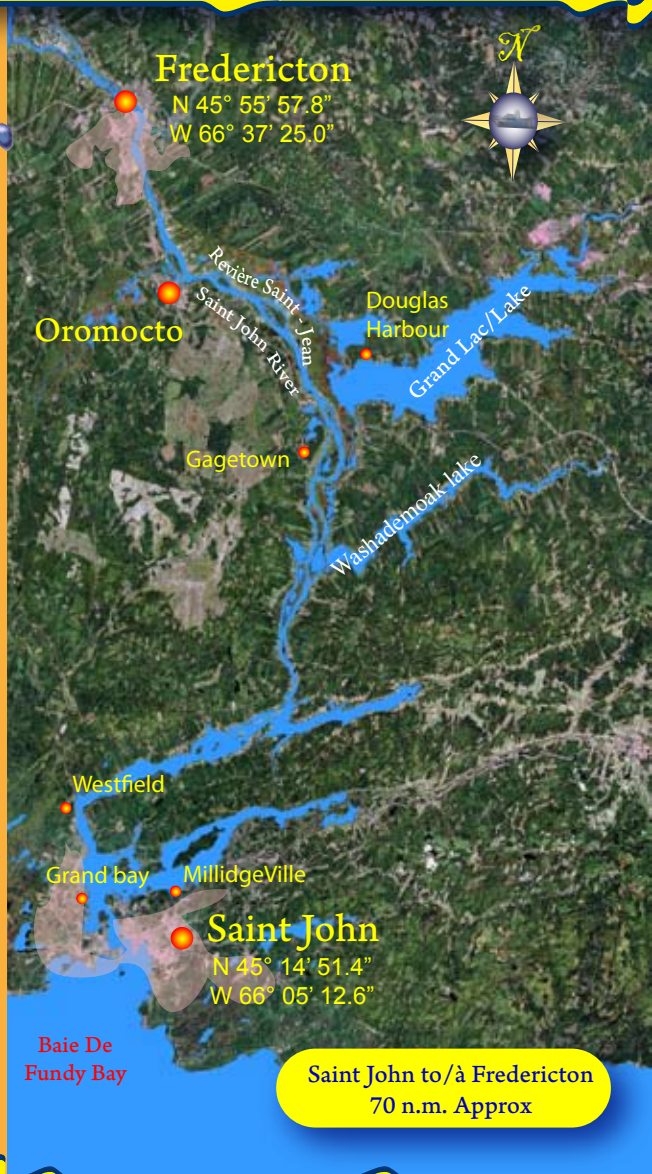 N
Fredericton
N 45° 55’ 57.8”
W 66° 37’ 25.0”
Revière Saint - Jean
Saint John River
Oromocto
Douglas
Harbour
Grand Lac/Lake
Gagetown
Washademoak lake
Westfield
Grand bay
MillidgeVille
Saint John
N 45° 14’ 51.4”
W 66° 05’ 12.6”
Baie De
Fundy Bay
Saint John to/à Fredericton
70 n.m. Approx